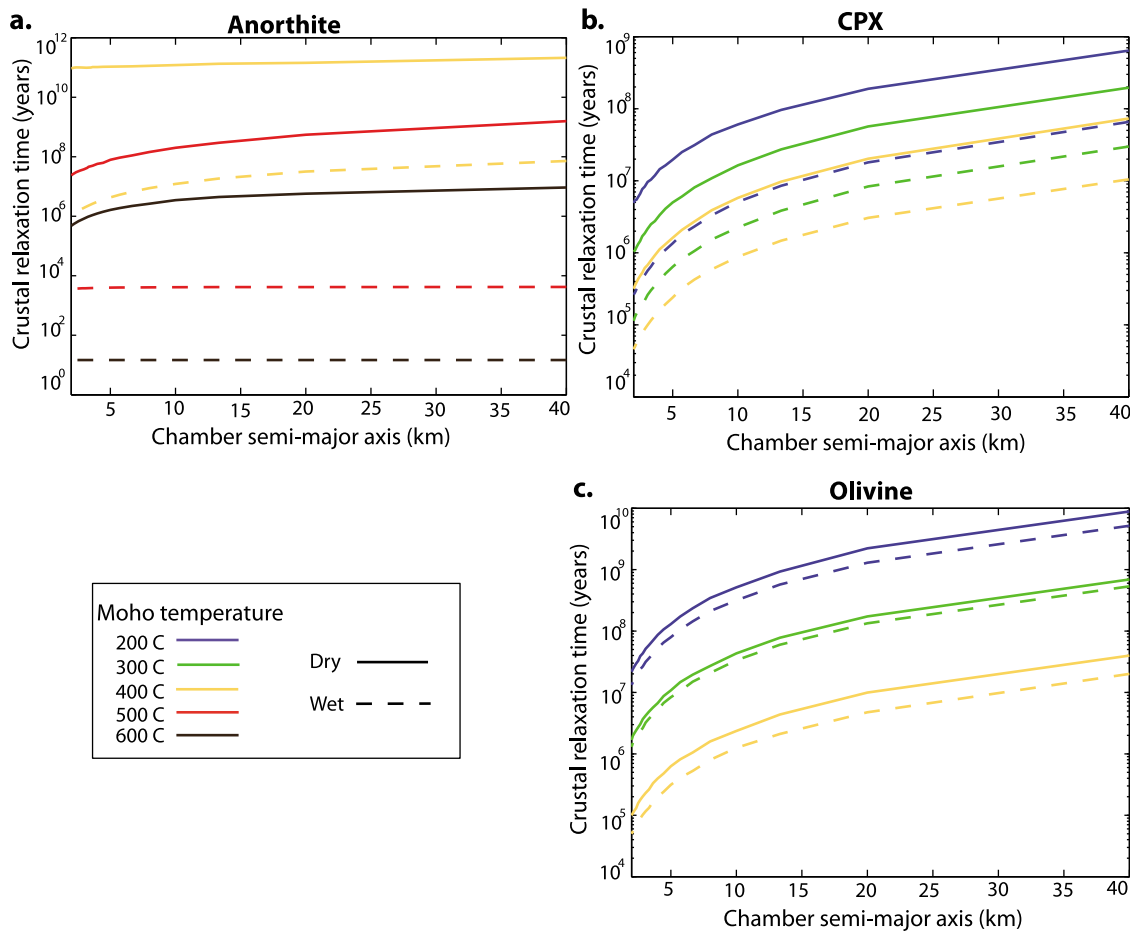 a.
Anorthite
Crustal relaxation time (years)
10^12
10^10
10^8
10^6
10^4
10^2
10^0
5 10 15 20 25 30 35 40
Chamber semi-major axis (km)
b.
CPX
Crustal relaxation time (years)
10^9
10^8
10^7
10^6
10^5
10^4
5 10 15 20 25 30 35 40
Chamber semi-major axis (km)
c.
Olivine
Crustal relaxation time (years)
10^10
10^9
10^8
10^7
10^6
10^5
10^4
5 10 15 20 25 30 35 40
Chamber semi-major axis (km)
Moho temperature
200 C
300 C
400 C
500 C
600 C
Dry
Wet